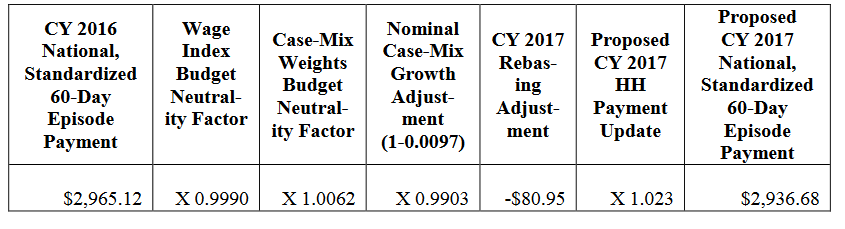 CY 2016
National,
Standardized
60-Day
Episode
Payment
Wage
Index
Budget
Neutral-
ity Factor
Case-Mix
Weights
Budget
Neutral-
ity Factor
Nominal
Case-Mix
Growth
Adjust-
ment
(1-0.0097)
CY 2017
Rebas-
ing
Adjust-
ment
Proposed
CY 2017
HH
Payment
Update
Proposed
CY 2017
National,
Standardized
60-Day
Episode
Payment
$2,965.12
X 0.9990
X 1.0062
X 0.9903
-$80.95
X 1.023
$2,936.68